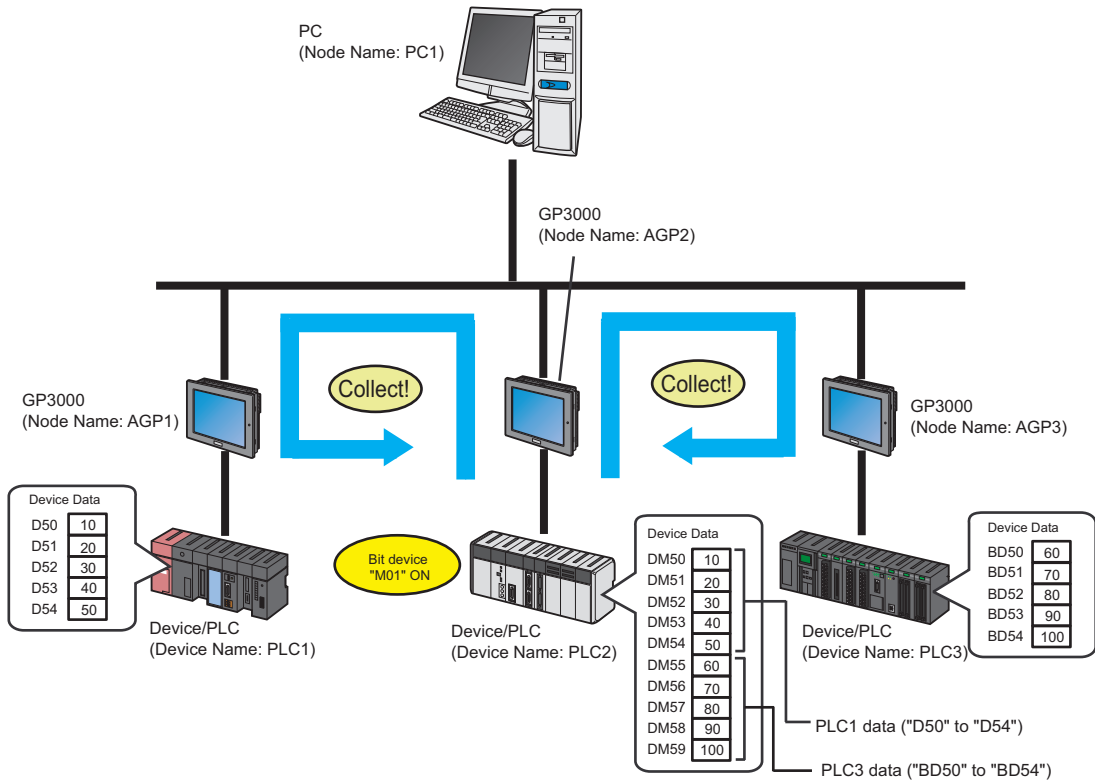 PC
(Node Name: PC1)
GP3000
(Node Name: AGP2)
Collect!
Collect!
GP3000
(Node Name: AGP1)
GP3000
(Node Name: AGP3)
Device Data
D50 10
D51 20
D52 30
D53 40
D54 50
Device/PLC
(Device Name: PLC1)
Bit device
"M01" ON
Device/PLC
(Device Name: PLC2)
Device Data
DM50 10
DM51 20
DM52 30
DM53 40
DM54 50
DM55 60
DM56 70
DM57 80
DM58 90
DM59 100
Device/PLC
(Device Name: PLC3)
Device Data
BD50 60
BD51 70
BD52 80
BD53 90
BD54 100
PLC1 data ("D50" to "D54")
PLC3 data ("BD50" to "BD54")